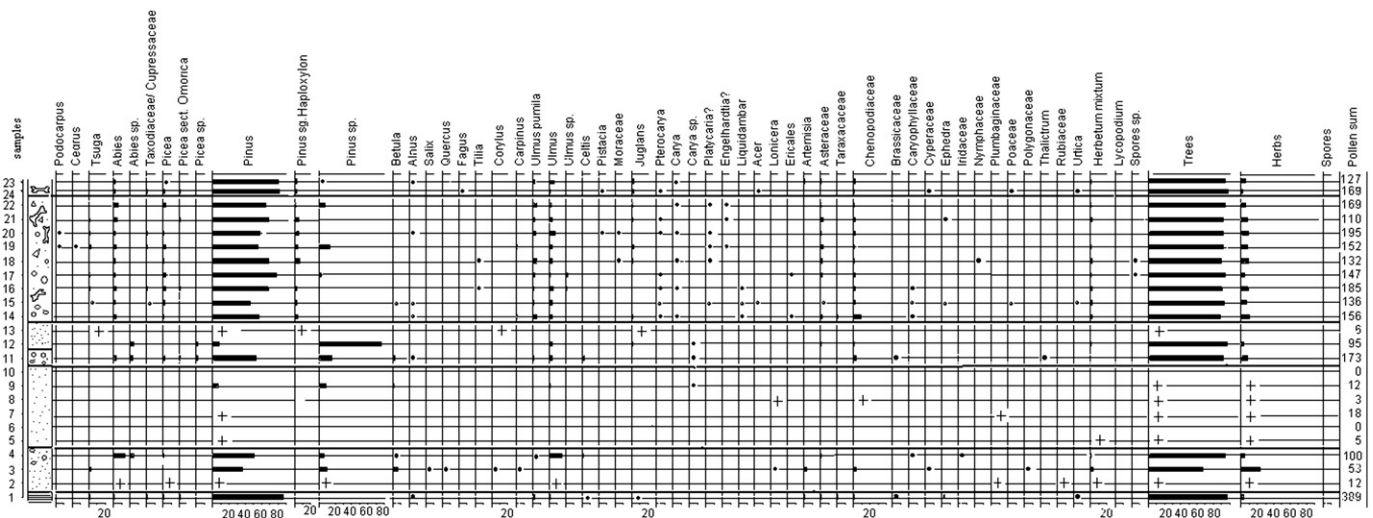 samples
Podocarpus
Cedrus
Tsuga
Abies
Abies sp.
Taxodiaceae/ Cupressaceae
Picea
Picea sect. Omorica
Picea sp.
Pinus
Pinus sg.Haploxylon
Pinus sp.
Betula
Alnus
Salix
Quercus
Fagus
Tilia
Corylus
Carpinus
Ulmus pumila
Ulmus
Ulmus sp.
Celtis
Pistacia
Moraceae
Juglans
Pterocarya
Carya
Carya sp.
Platycaria?
Engelhardtia?
Liquidambar
Acer
Lonicera
Ericales
Artemisia
Asteraceae
Taraxacaceae
Chenopodiaceae
Brassicaceae
Caryophyllaceae
Cyperaceae
Ephedra
Iridaceae
Nymphaceae
Plumbaginaceae
Poaceae
Polygonaceae
Thalictrum
Rubiaceae
Urtica
Herbetum mixtum
Lycopodium
Spores sp.
Trees
Herbs
Spores
Pollen sum
23 127
24 169
22 169
21 110
20 195
19 152
18 132
17 147
16 185
15 136
14 156
13 + + + + + + 6
12 95
11 173
10 0
9 + + 12
8 + + + + 3
7 + + + + 18
6 0
5 + + + + 5
4 100
3 53
2 + + + + + + + + + + 12
1 389
20 20 40 60 80 20 20 40 60 80 20 20 20 20 20 40 60 80 20 40 60 80